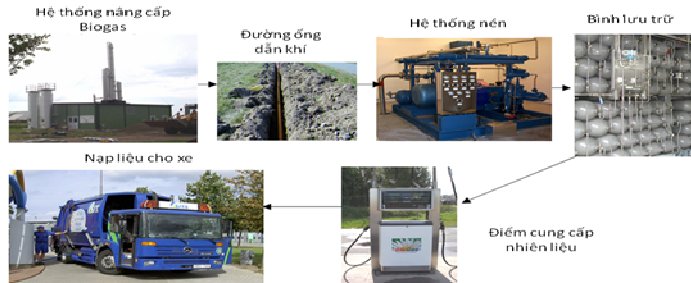 Hệ thống nâng cấp
Biogas
Đường ống
dẫn khí
Hệ thống nén
Bình lưu trữ
Nạp liệu cho xe
Điểm cung cấp
nhiên liệu